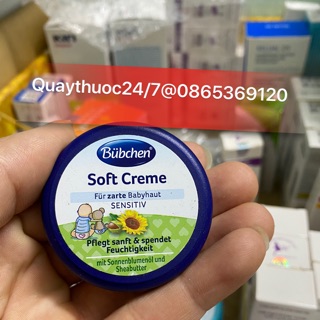 Quaythuoc24/7@0865369120
Bübchen
Soft Creme
Für zarte Babyhaut
SENSITIV
Pflegt sanft & spendet
Feuchtigkeit
mit Sonnenblumenöl und
Sheabutter